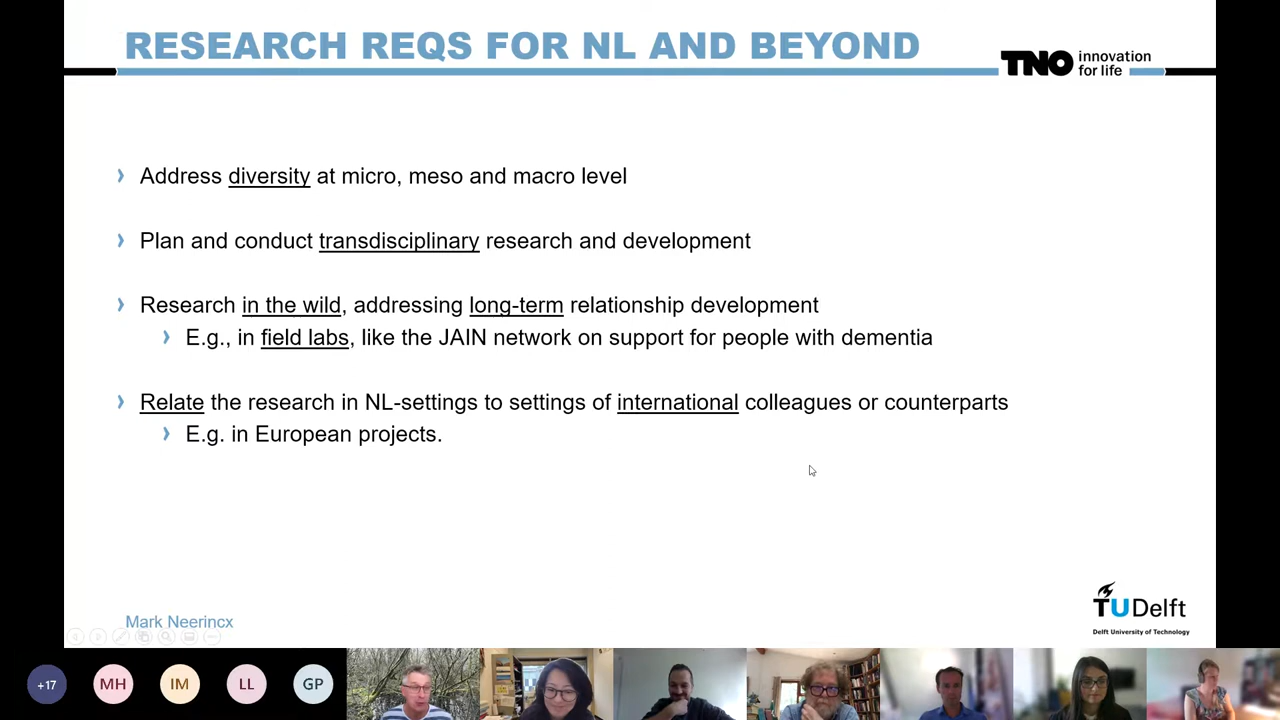 RESEARCH REQS FOR NL AND BEYOND
TNO innovation
for life
Address diversity at micro, meso and macro level
Plan and conduct transdisciplinary research and development
Research in the wild, addressing long-term relationship development
E.g., in field labs, like the JAIN network on support for people with dementia
Relate the research in NL-settings to settings of international colleagues or counterparts
E.g. in European projects.
Mark Neerincx
TUDelft
Delft University of Technology
+17
MH
IM
LL
GP